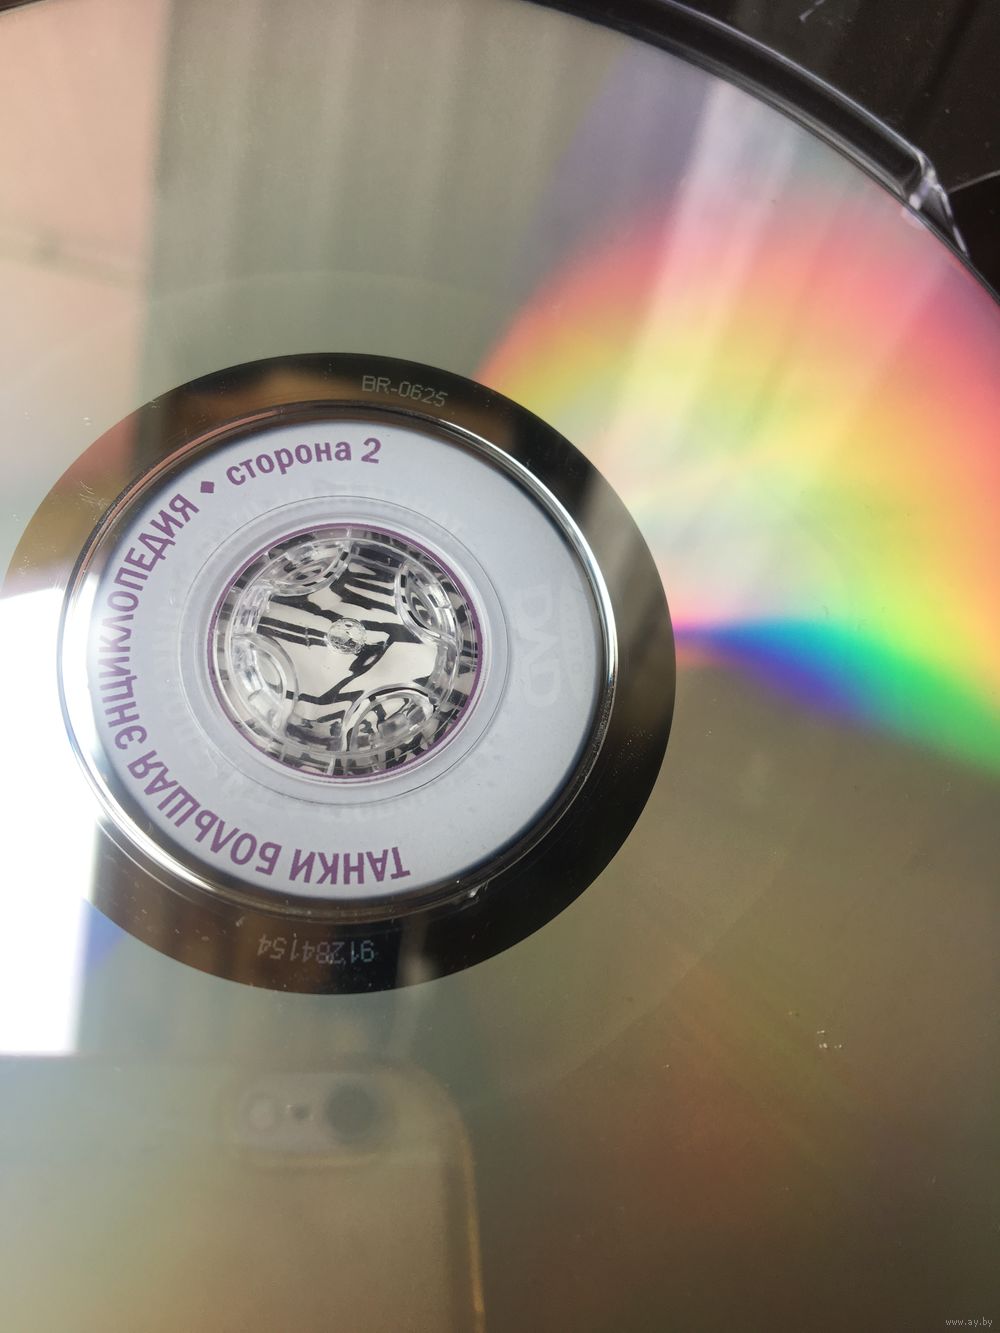 BR-0625
ТАНКИ БОЛЬШАЯ ЭНЦИКЛОПЕДИЯ • сторона 2
DVD
91284154
www.ay.by